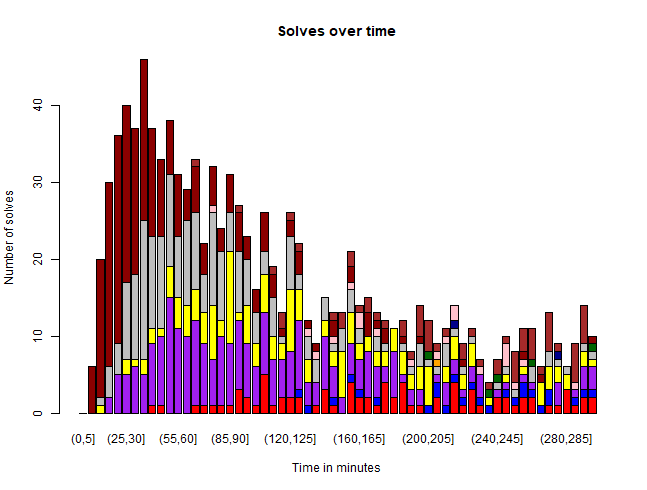 Solves over time
Number of solves
40
30
20
10
0
(0,5] (25,30] (55,60] (85,90] (120,125] (160,165] (200,205] (240,245] (280,285]
Time in minutes